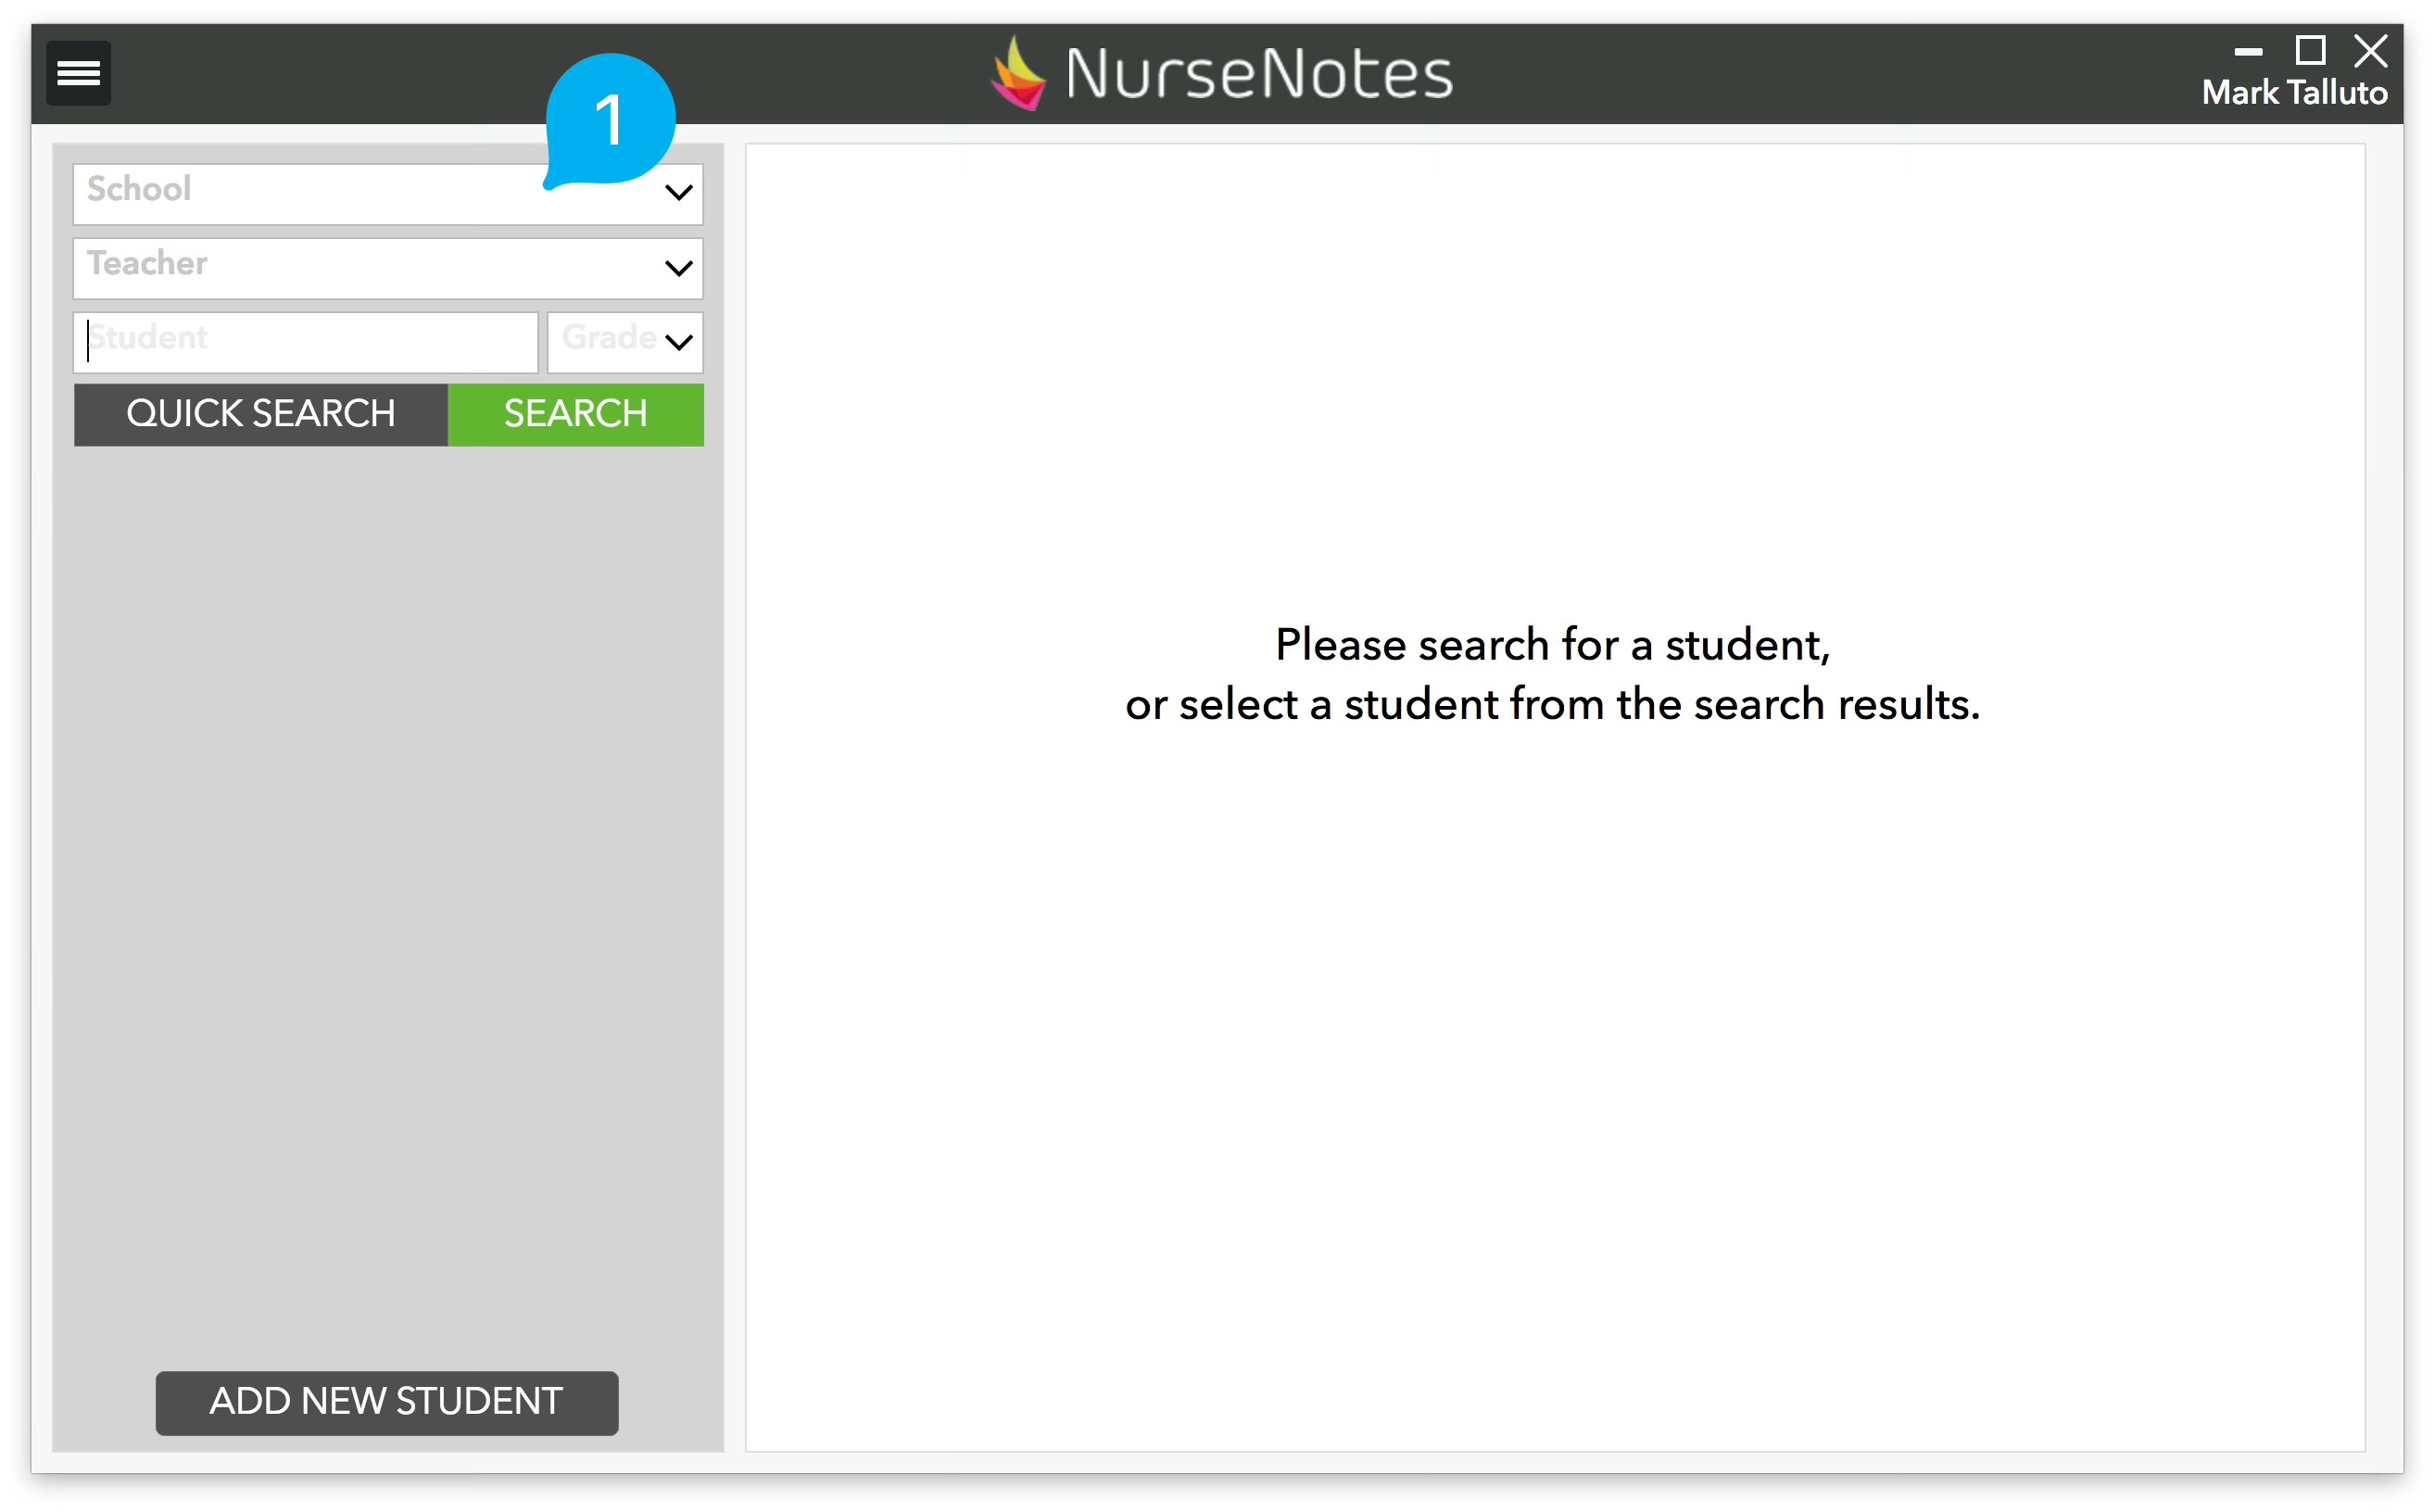 NurseNotes
Mark Talluto
1
School
Teacher
Student Grade
QUICK SEARCH SEARCH
Please search for a student,
or select a student from the search results.
ADD NEW STUDENT